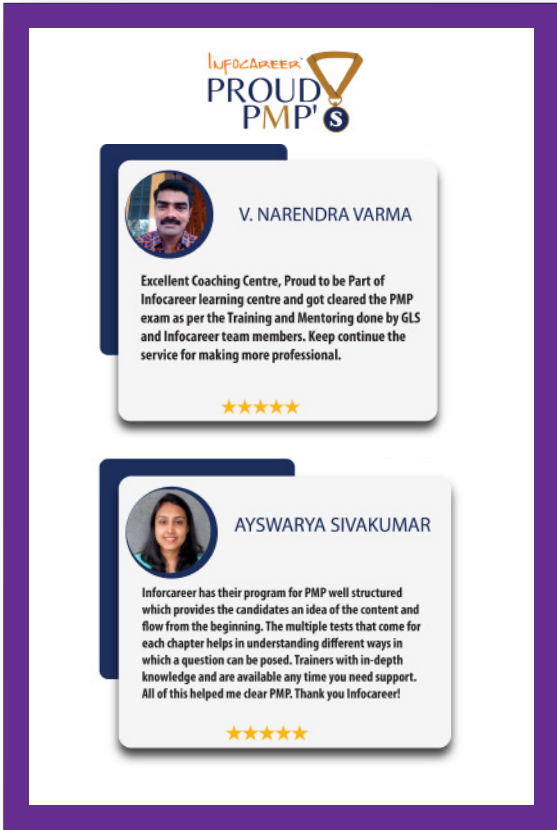 INFOCAREER™
PROUD
PMP'S
V. NARENDRA VARMA
Excellent Coaching Centre, Proud to be Part of
Infocareer learning centre and got cleared the PMP
exam as per the Training and Mentoring done by GLS
and Infocareer team members. Keep continue the
service for making more professional.
AYSWARYA SIVAKUMAR
Inforcareer has their program for PMP well structured
which provides the candidates an idea of the content and
flow from the beginning. The multiple tests that come for
each chapter helps in understanding different ways in
which a question can be posed. Trainers with in-depth
knowledge and are available any time you need support.
All of this helped me clear PMP. Thank you Infocareer!